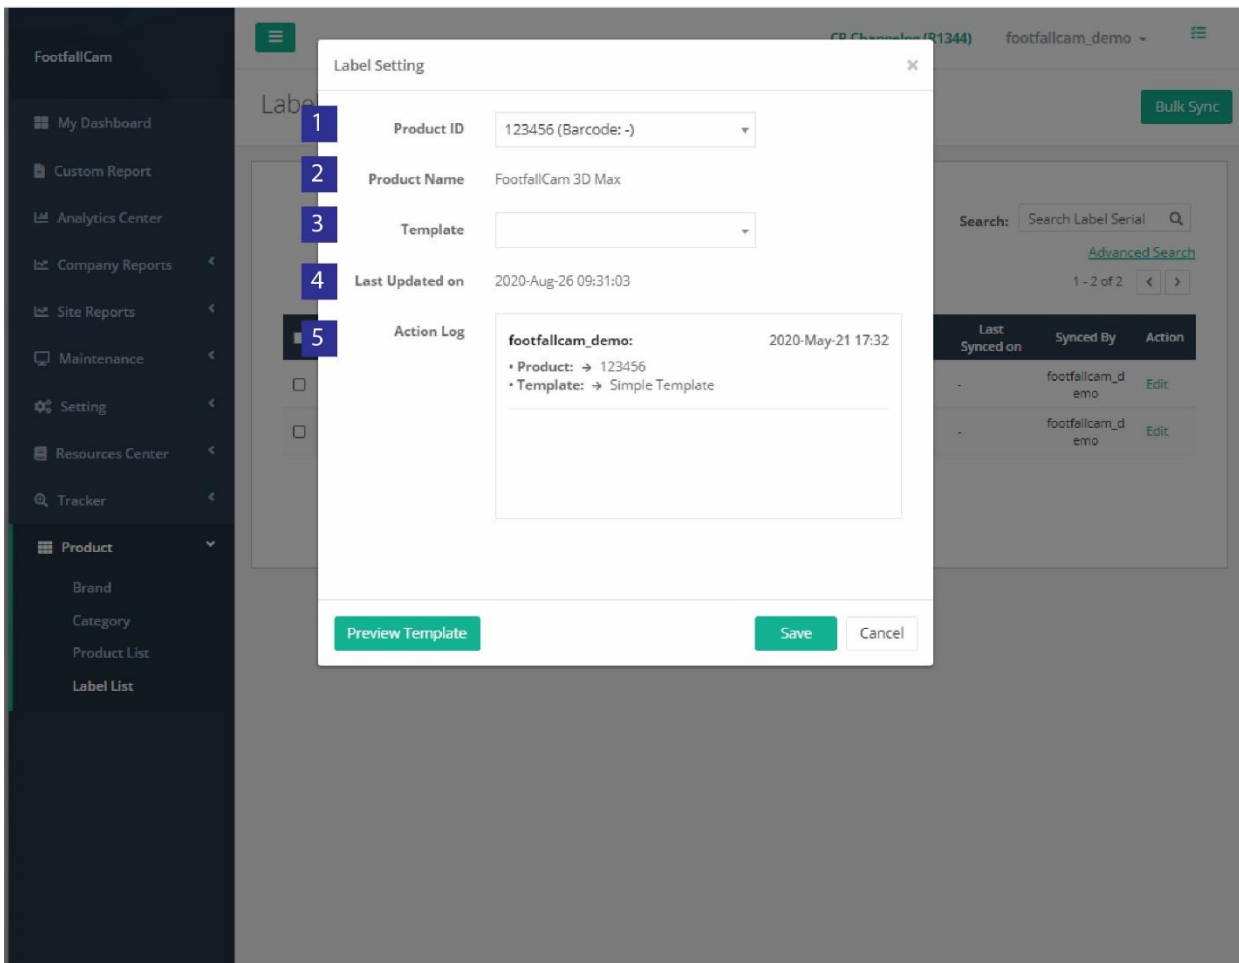 FootfallCam
My Dashboard
Custom Report
Analytics Center
Company Reports
Site Reports
Maintenance
Setting
Resources Center
Tracker
Product
Brand
Category
Product List
Label List
CP Changelog (81344)
footfallcam_demo
Label
Bulk Sync
Label Setting
×
1
Product ID
123456 (Barcode: -)
2
Product Name
FootfallCam 3D Max
3
Template
4
Last Updated on
2020-Aug-26 09:31:03
5
Action Log
footfallcam_demo:
2020-May-21 17:32
• Product: → 123456
• Template: → Simple Template
Preview Template
Save
Cancel
Search:
Search Label Serial
Advanced Search
1 - 2 of 2
<
>
Last
Synced on
Synced By
Action
-
footfallcam_d
emo
Edit
-
footfallcam_d
emo
Edit